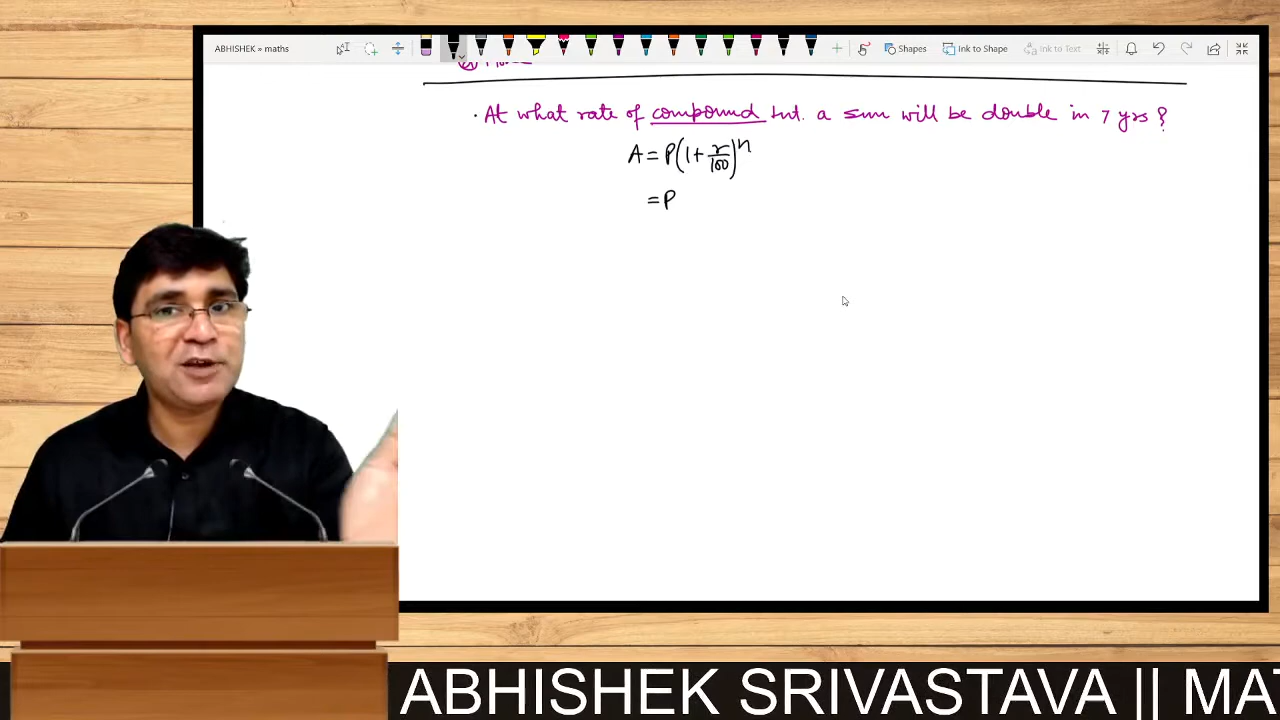 ABHISHEK » maths
Shapes
Ink to Shape
Ink to Text
· At what rate of compound Int. a sum will be double in 7 yrs ?
A = P(1+ r/100)^n
= P
ABHISHEK SRIVASTAVA || MA